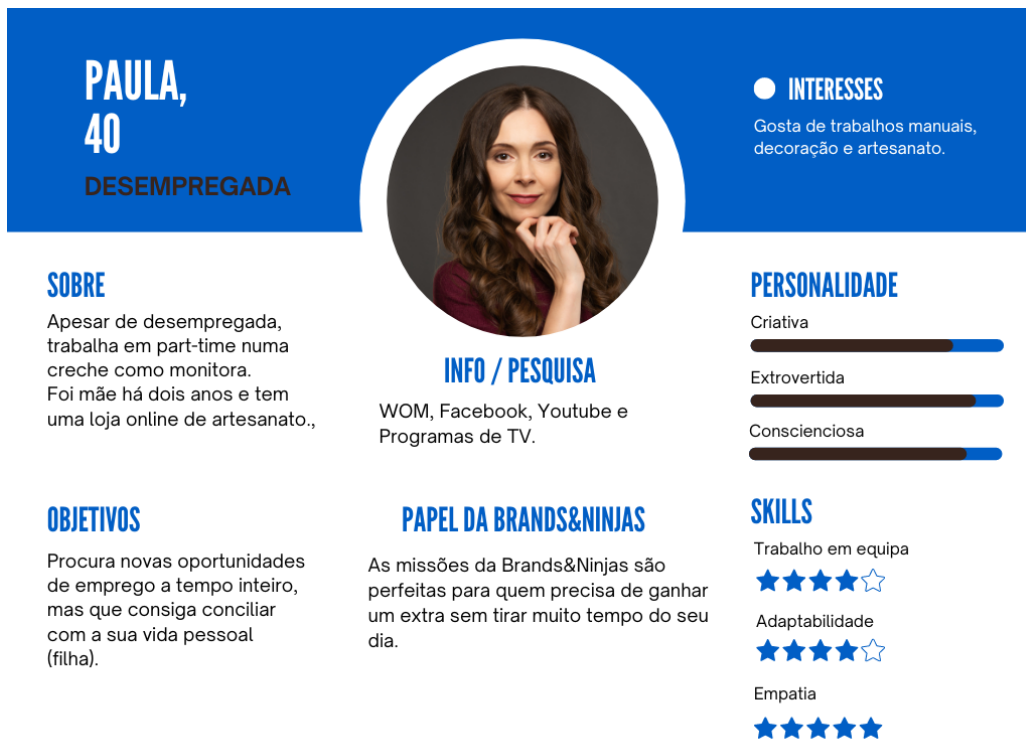 PAULA,
40
DESEMPREGADA
INTERESSES
Gosta de trabalhos manuais,
decoração e artesanato.
SOBRE
Apesar de desempregada,
trabalha em part-time numa
creche como monitora.
Foi mãe há dois anos e tem
uma loja online de artesanato.,
INFO / PESQUISA
WOM, Facebook, Youtube e
Programas de TV.
PERSONALIDADE
Criativa
Extrovertida
Conscienciosa
OBJETIVOS
Procura novas oportunidades
de emprego a tempo inteiro,
mas que consiga conciliar
com a sua vida pessoal
(filha).
PAPEL DA BRANDS&NINJAS
As missões da Brands&Ninjas são
perfeitas para quem precisa de ganhar
um extra sem tirar muito tempo do seu
dia.
SKILLS
Trabalho em equipa
Adaptabilidade
Empatia